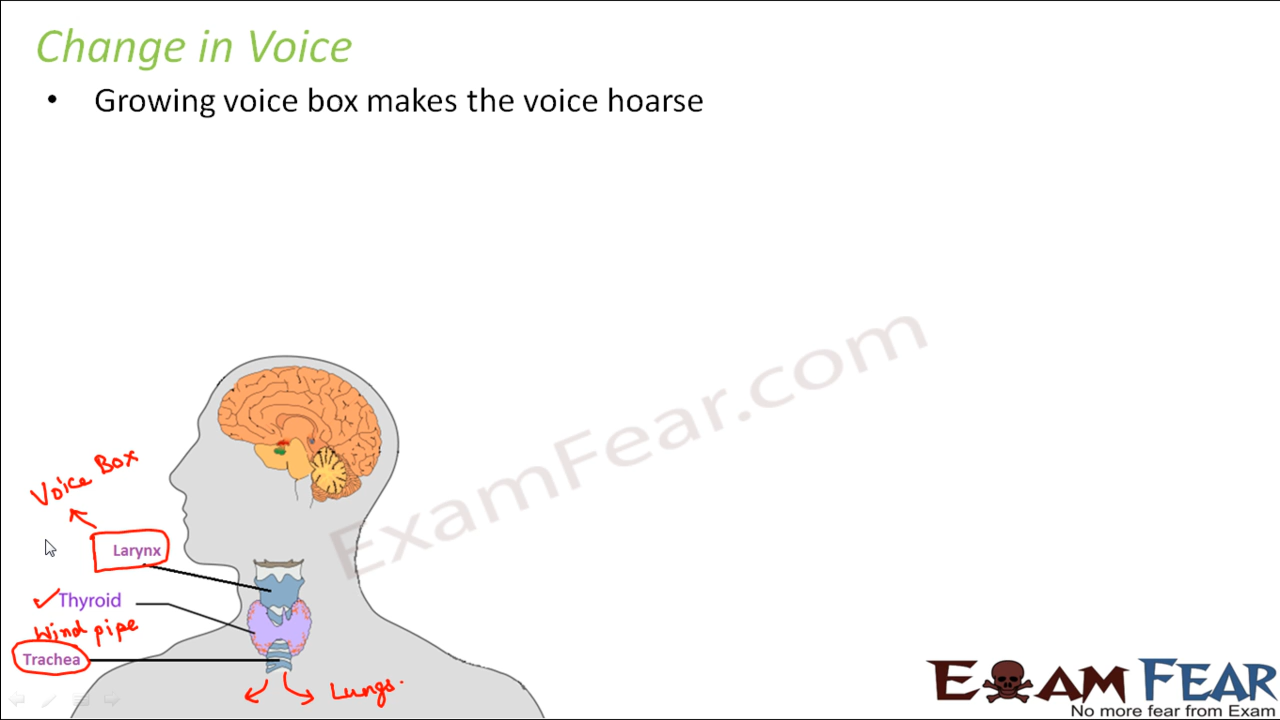 Change in Voice
• Growing voice box makes the voice hoarse
ExamFear.com
Voice Box
Larynx
Thyroid
Wind pipe
Trachea
Lungs.
EXAM FEAR
No more fear from Exam